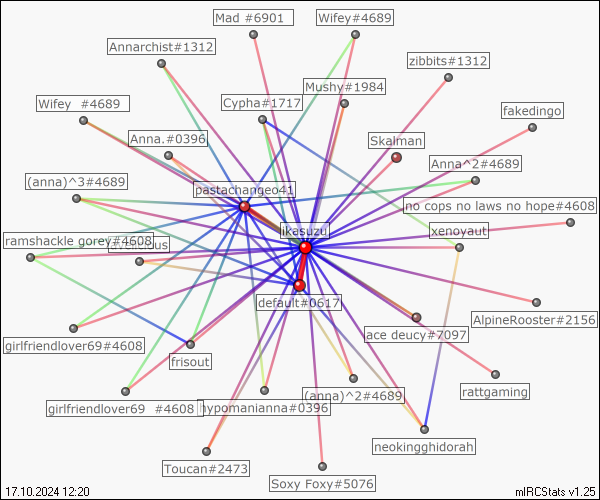 Mad #6901
Wifey#4689
Annarchist#1312
zibbits#1312
Mushy#1984
Wifey  #4689
Cypha#1717
fakedingo
Anna.#0396
Skalman
Anna^2#4689
(anna)^3#4689
pastachangeo41
no cops no laws no hope#4608
ikasuzu
xenoyaut
ramshackle gorey#4608
default#0617
AlpineRooster#2156
ace deucy#7097
girlfriendlover69#4608
frisout
rattgaming
(anna)^2#4689
girlfriendlover69  #4608
hypomanianna#0396
neokingghidorah
Toucan#2473
Soxy Foxy#5076
17.10.2024 12:20
mIRCStats v1.25